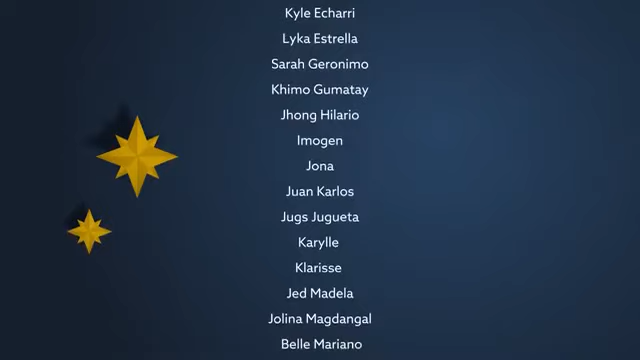 Kyle Echarri
Lyka Estrella
Sarah Geronimo
Khimo Gumatay
Jhong Hilario
Imogen
Jona
Juan Karlos
Jugs Jugueta
Karylle
Klarisse
Jed Madela
Jolina Magdangal
Belle Mariano